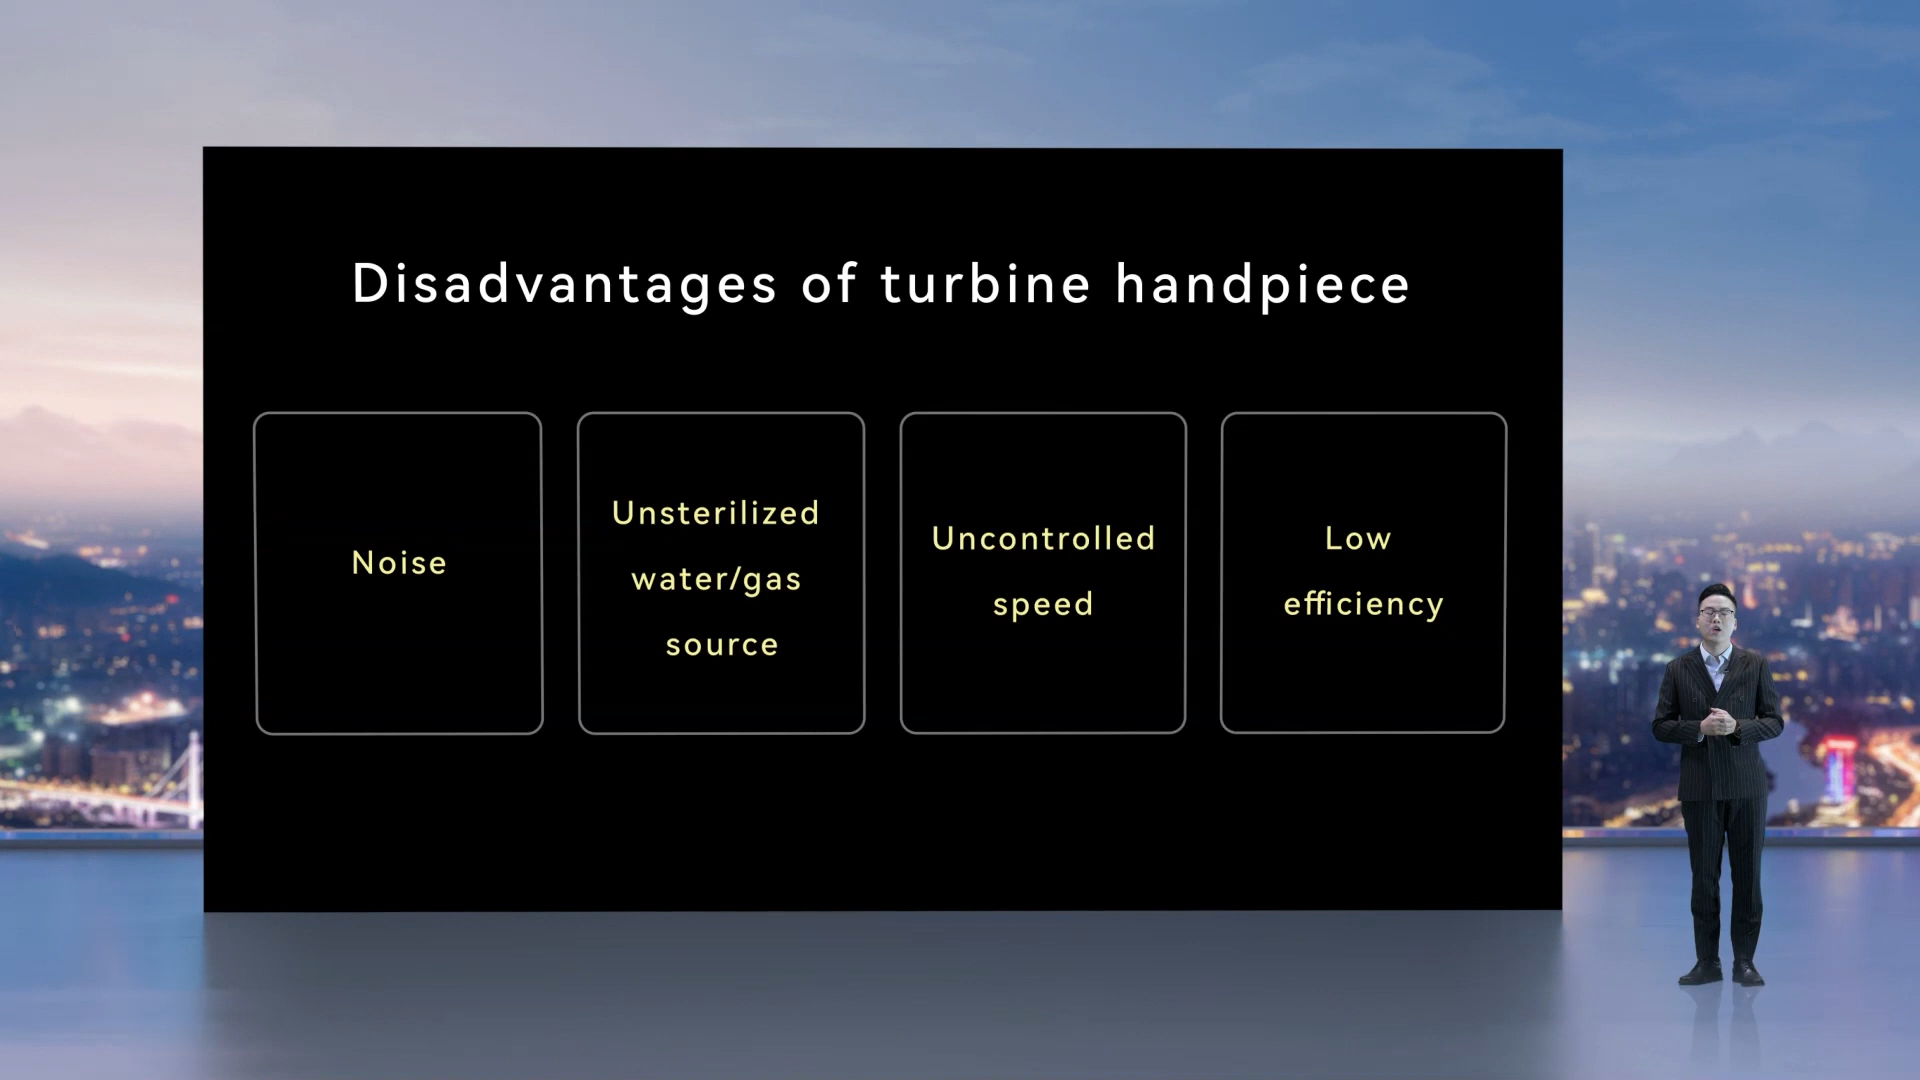 Disadvantages of turbine handpiece
Noise
Unsterilized
water/gas
source
Uncontrolled
speed
Low
efficiency